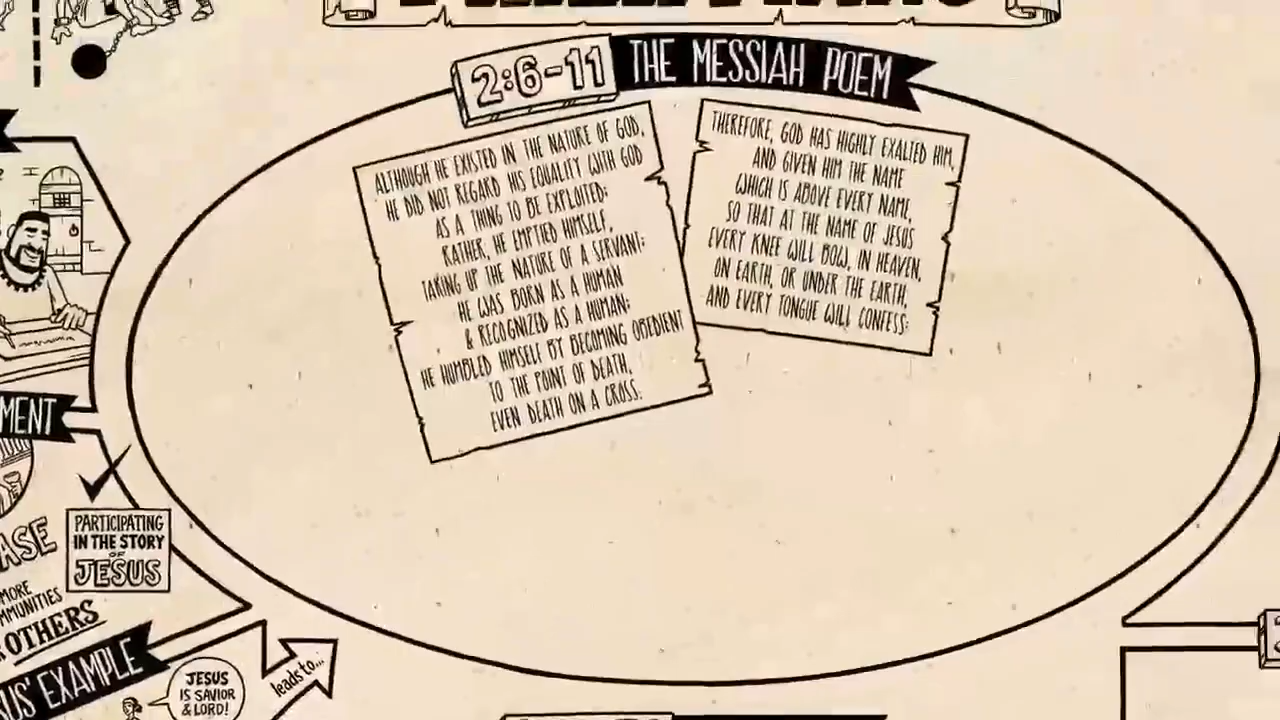 2:6-11
THE MESSIAH POEM
ALTHOUGH HE EXISTED IN THE NATURE OF GOD,
HE DID NOT REGARD HIS EQUALITY WITH GOD
AS A THING TO BE EXPLOITED;
RATHER, HE EMPTIED HIMSELF,
TAKING UP THE NATURE OF A SERVANT;
HE WAS BORN AS A HUMAN
& RECOGNIZED AS A HUMAN;
HE HUMBLED HIMSELF BY BECOMING OBEDIENT
TO THE POINT OF DEATH,
EVEN DEATH ON A CROSS;
THEREFORE, GOD HAS HIGHLY EXALTED HIM,
AND GIVEN HIM THE NAME
WHICH IS ABOVE EVERY NAME,
SO THAT AT THE NAME OF JESUS
EVERY KNEE WILL BOW, IN HEAVEN,
ON EARTH, OR UNDER THE EARTH,
AND EVERY TONGUE WILL CONFESS:
MENT
PARTICIPATING
IN THE STORY
OF
JESUS
ASE
MORE
MMUNITIES
OTHERS
US' EXAMPLE
JESUS
IS SAVIOR
& LORD!
leads to...